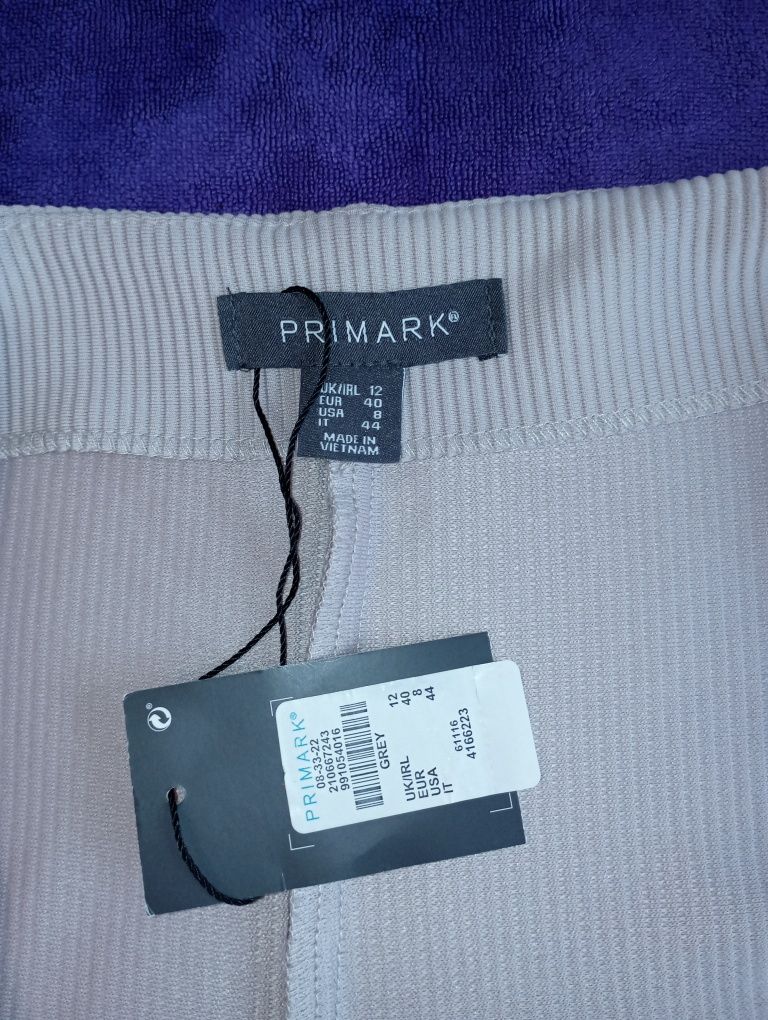 PRIMARK®
UK/IRL 12
EUR 40
USA 8
IT 44
MADE IN
VIETNAM
®
PRIMARK®
08-33-22
210667243
991054016
GREY
UK/IRL 12
EUR 40
USA 8
IT 44
61116
4166223